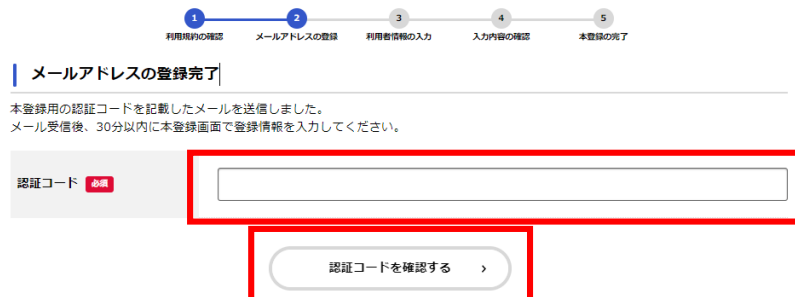 1 2 3 4 5
利用規約の確認 メールアドレスの登録 利用者情報の入力 入力内容の確認 本登録の完了
メールアドレスの登録完了
本登録用の認証コードを記載したメールを送信しました。
メール受信後、30分以内に本登録画面で登録情報を入力してください。
認証コード 必須
認証コードを確認する ›